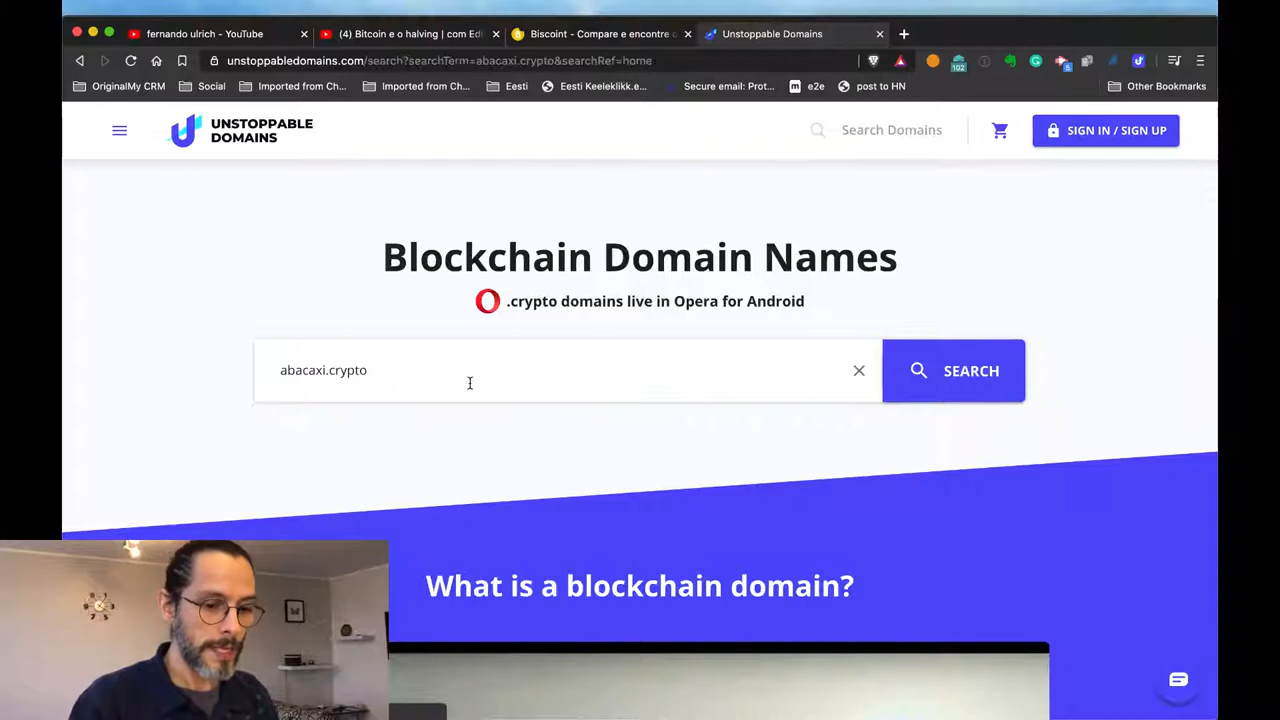 fernando ulrich - YouTube
(4) Bitcoin e o halving | com Edi
Biscoint - Compare e encontre o
Unstoppable Domains
unstoppabledomains.com/search?searchTerm=abacaxi.crypto&searchRef=home
102
5
OriginalMy CRM
Social
Imported from Ch...
Imported from Ch...
Eesti
Eesti Keeleklikk.e...
Secure email: Prot...
m
e2e
post to HN
Other Bookmarks
UNSTOPPABLE
DOMAINS
Search Domains
SIGN IN / SIGN UP
Blockchain Domain Names
.crypto domains live in Opera for Android
abacaxi.crypto
SEARCH
What is a blockchain domain?